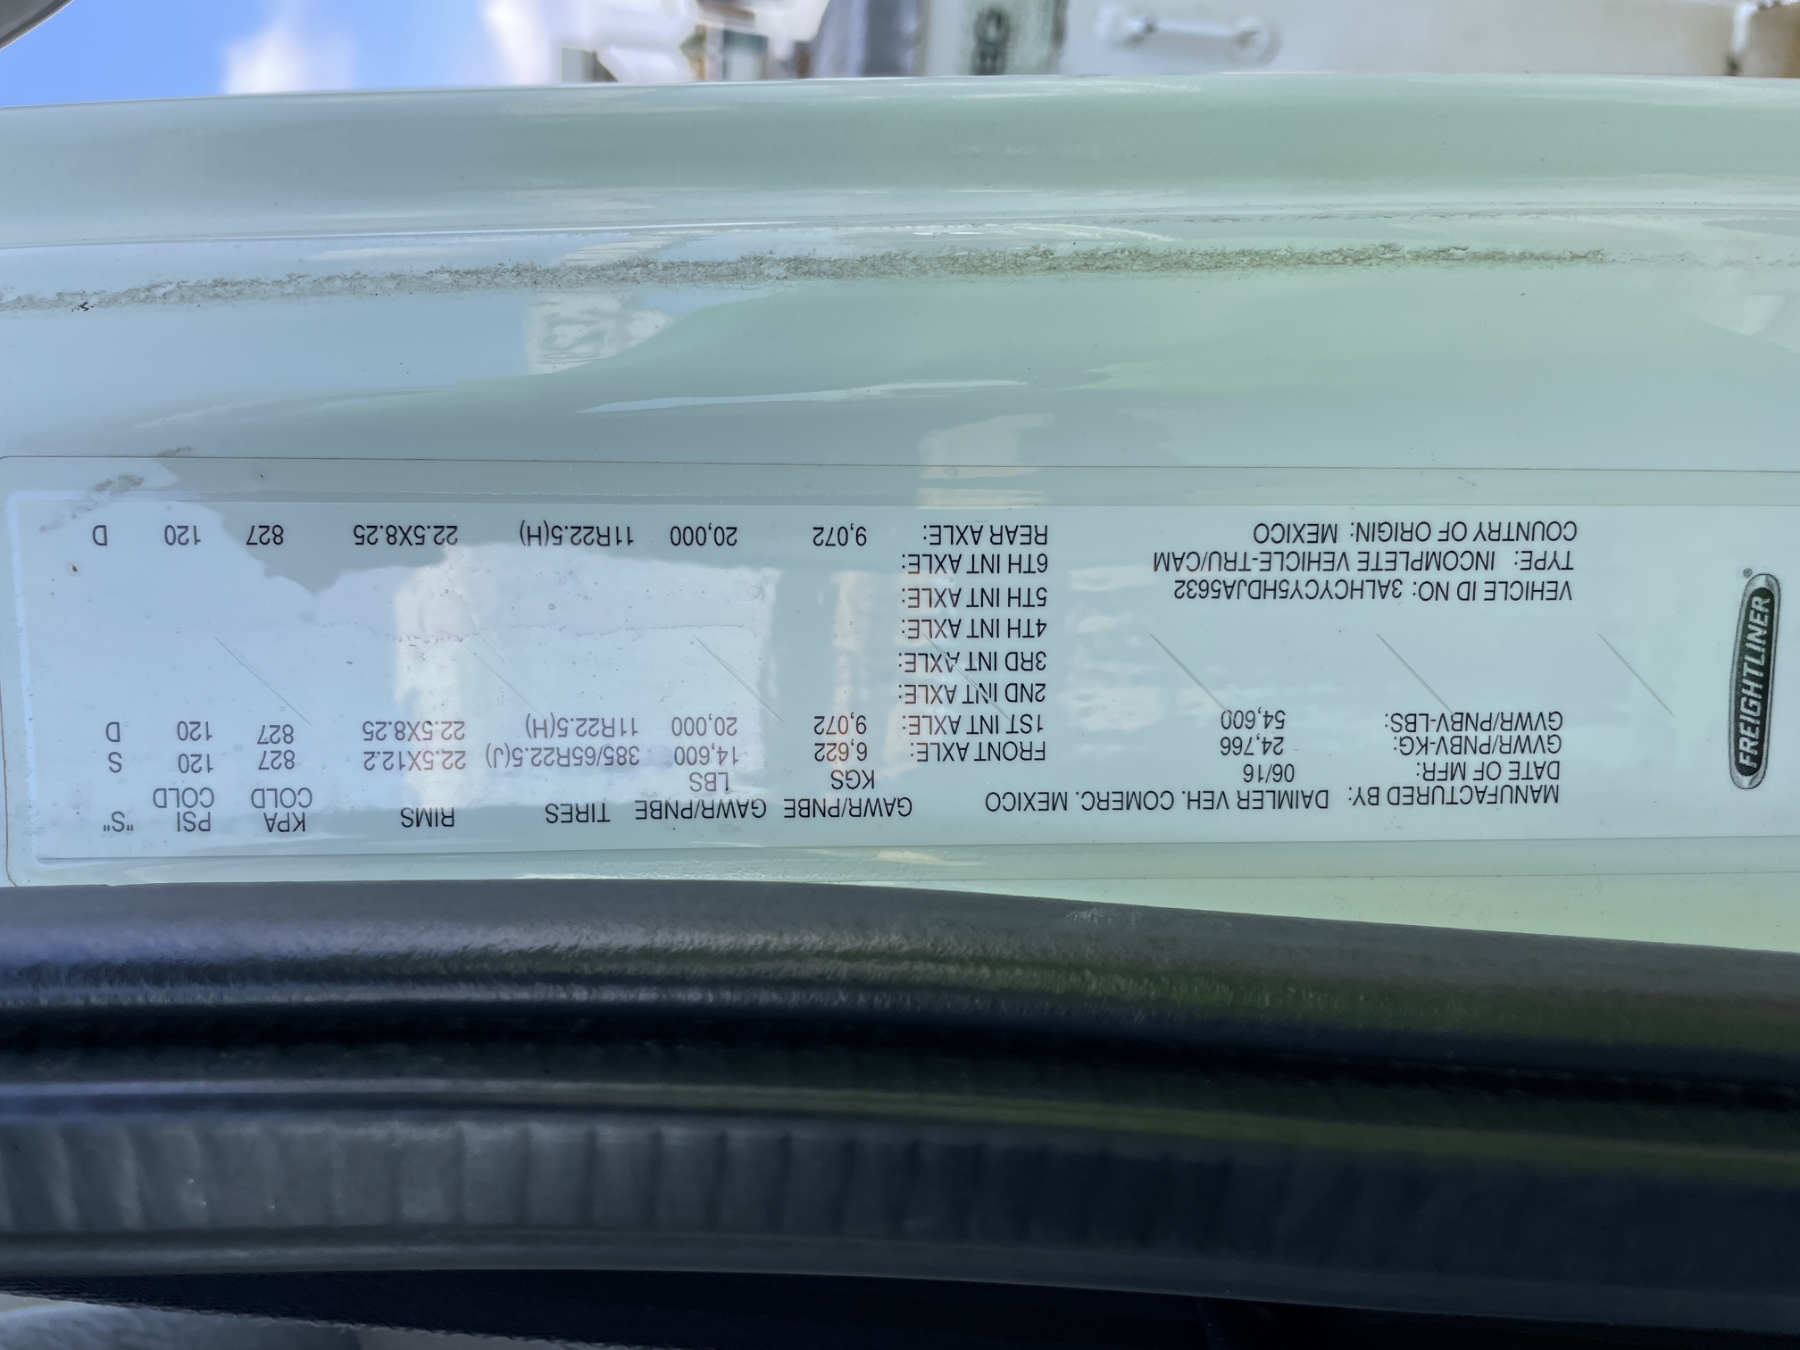 FREIGHTLINER
MANUFACTURED BY: DAIMLER VEH. COMERC. MEXICO
DATE OF MFR: 06/16
GVWR/PNBV-KG: 24,766
GVWR/PNBV-LBS: 54,600
VEHICLE ID NO: 3ALHCYCY5HDJA5632
TYPE: INCOMPLETE VEHICLE-TRU/CAM
COUNTRY OF ORIGIN: MEXICO
GAWR/PNBE GAWR/PNBE TIRES RIMS KPA PSI "S"
KGS LBS COLD COLD
FRONT AXLE: 6,622 14,600 385/65R22.5(J) 22.5X12.2 827 120 S
1ST INT AXLE: 9,072 20,000 11R22.5(H) 22.5X8.25 827 120 D
2ND INT AXLE:
3RD INT AXLE:
4TH INT AXLE:
5TH INT AXLE:
6TH INT AXLE:
REAR AXLE: 9,072 20,000 11R22.5(H) 22.5X8.25 827 120 D